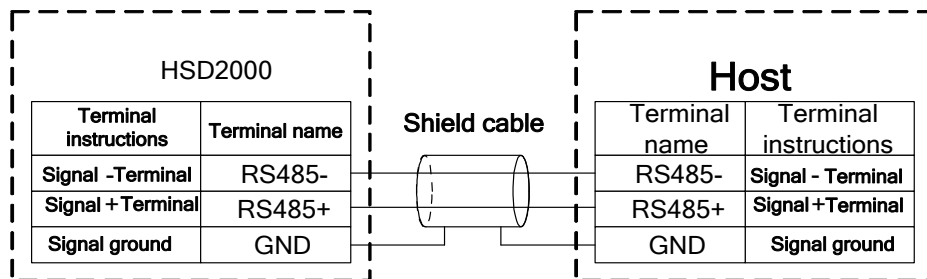 HSD2000
Host
Shield cable
Terminal
instructions
Terminal name
Signal -Terminal
RS485-
Signal+Terminal
RS485+
Signal ground
GND
Terminal
name
Terminal
instructions
RS485-
Signal - Terminal
RS485+
Signal+Terminal
GND
Signal ground